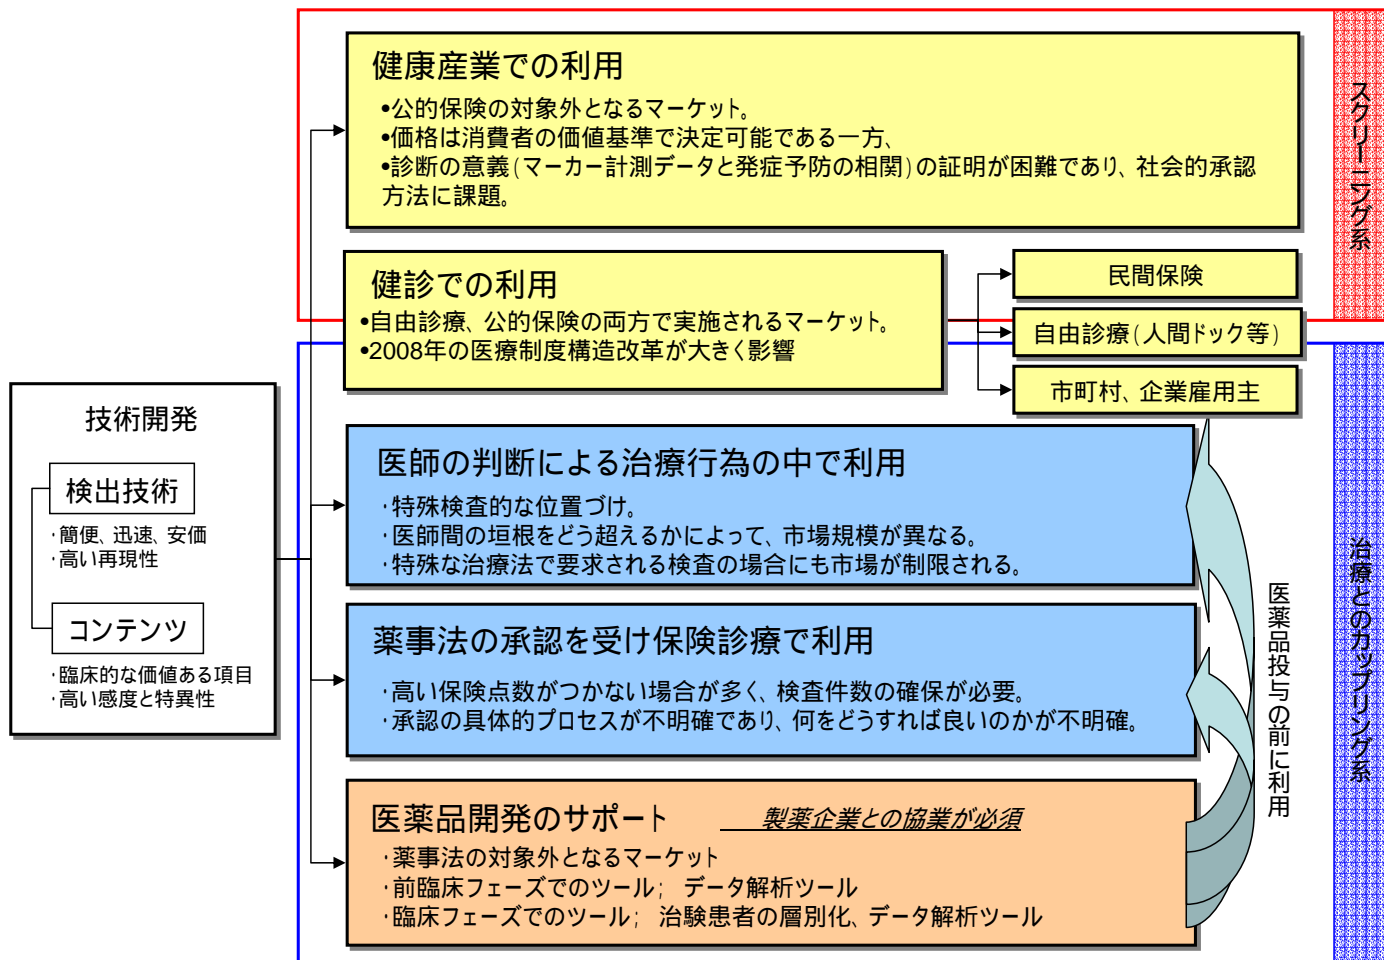 健康産業での利用
•公的保険の対象外となるマーケット。
•価格は消費者の価値基準で決定可能である一方、
•診断の意義(マーカー計測データと発症予防の相関)の証明が困難であり、社会的承認
方法に課題。
スクリーニング系
健診での利用
•自由診療、公的保険の両方で実施されるマーケット。
•2008年の医療制度構造改革が大きく影響
民間保険
自由診療(人間ドック等)
市町村、企業雇用主
技術開発
検出技術
・簡便、迅速、安価
・高い再現性
コンテンツ
・臨床的な価値ある項目
・高い感度と特異性
医師の判断による治療行為の中で利用
・特殊検査的な位置づけ。
・医師間の垣根をどう超えるかによって、市場規模が異なる。
・特殊な治療法で要求される検査の場合にも市場が制限される。
薬事法の承認を受け保険診療で利用
・高い保険点数がつかない場合が多く、検査件数の確保が必要。
・承認の具体的プロセスが不明確であり、何をどうすれば良いのかが不明確。
医薬品開発のサポート 製薬企業との協業が必須
・薬事法の対象外となるマーケット
・前臨床フェーズでのツール; データ解析ツール
・臨床フェーズでのツール; 治験患者の層別化、データ解析ツール
医薬品投与の前に利用
治療とのカップリング系